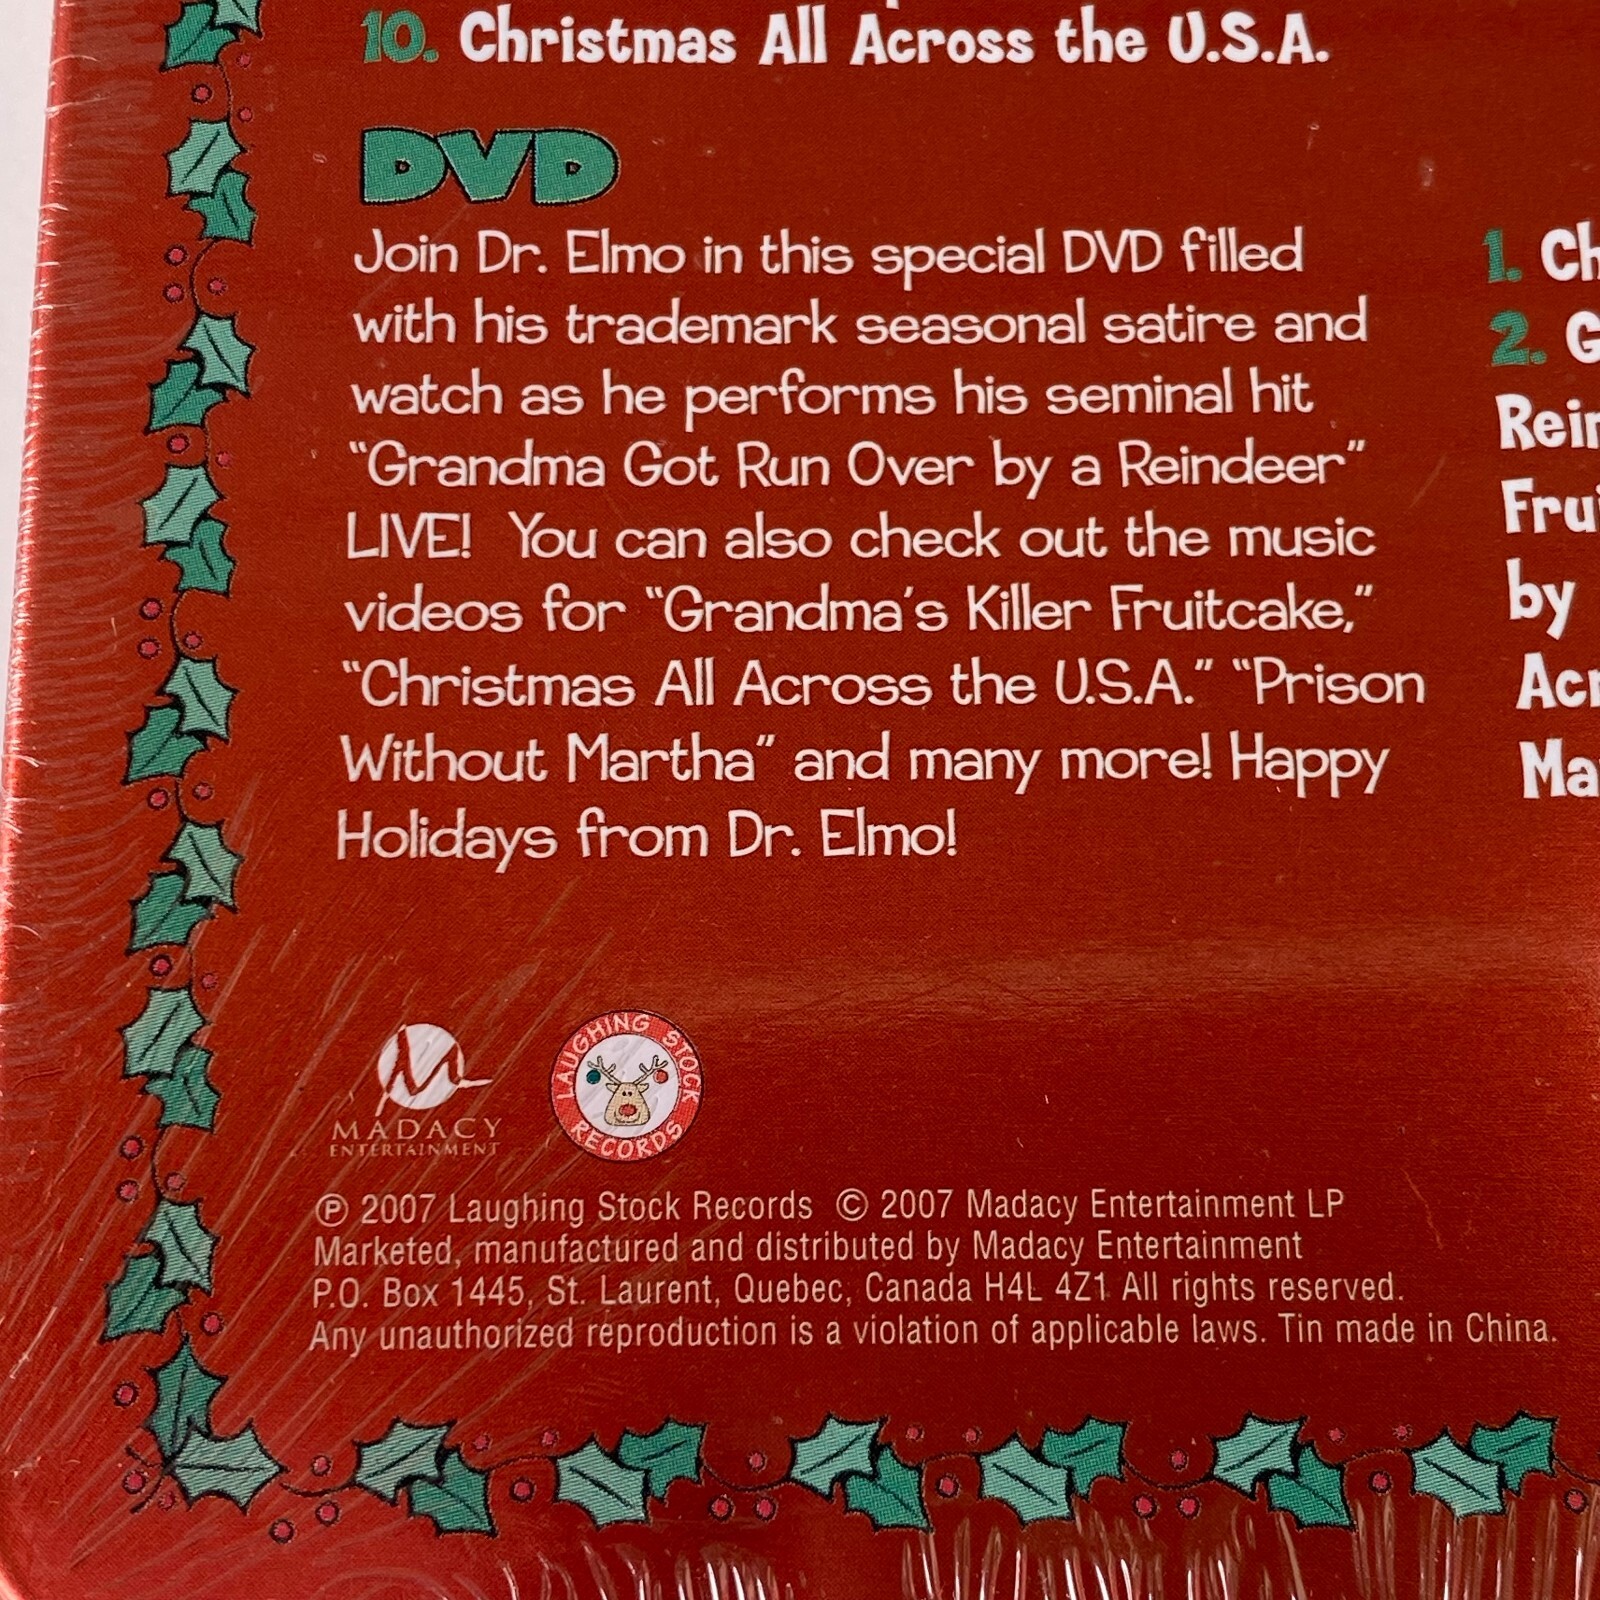 10. Christmas All Across the U.S.A.
DVD
Join Dr. Elmo in this special DVD filled
with his trademark seasonal satire and
watch as he performs his seminal hit
“Grandma Got Run Over by a Reindeer”
LIVE! You can also check out the music
videos for “Grandma’s Killer Fruitcake,”
“Christmas All Across the U.S.A.” “Prison
Without Martha” and many more! Happy
Holidays from Dr. Elmo!
1. Ch
2. G
Rein
Frui
by
Acr
Ma
MADACY
ENTERTAINMENT
LAUGHING STOCK
RECORDS
℗ 2007 Laughing Stock Records © 2007 Madacy Entertainment LP
Marketed, manufactured and distributed by Madacy Entertainment
P.O. Box 1445, St. Laurent, Quebec, Canada H4L 4Z1 All rights reserved.
Any unauthorized reproduction is a violation of applicable laws. Tin made in China.